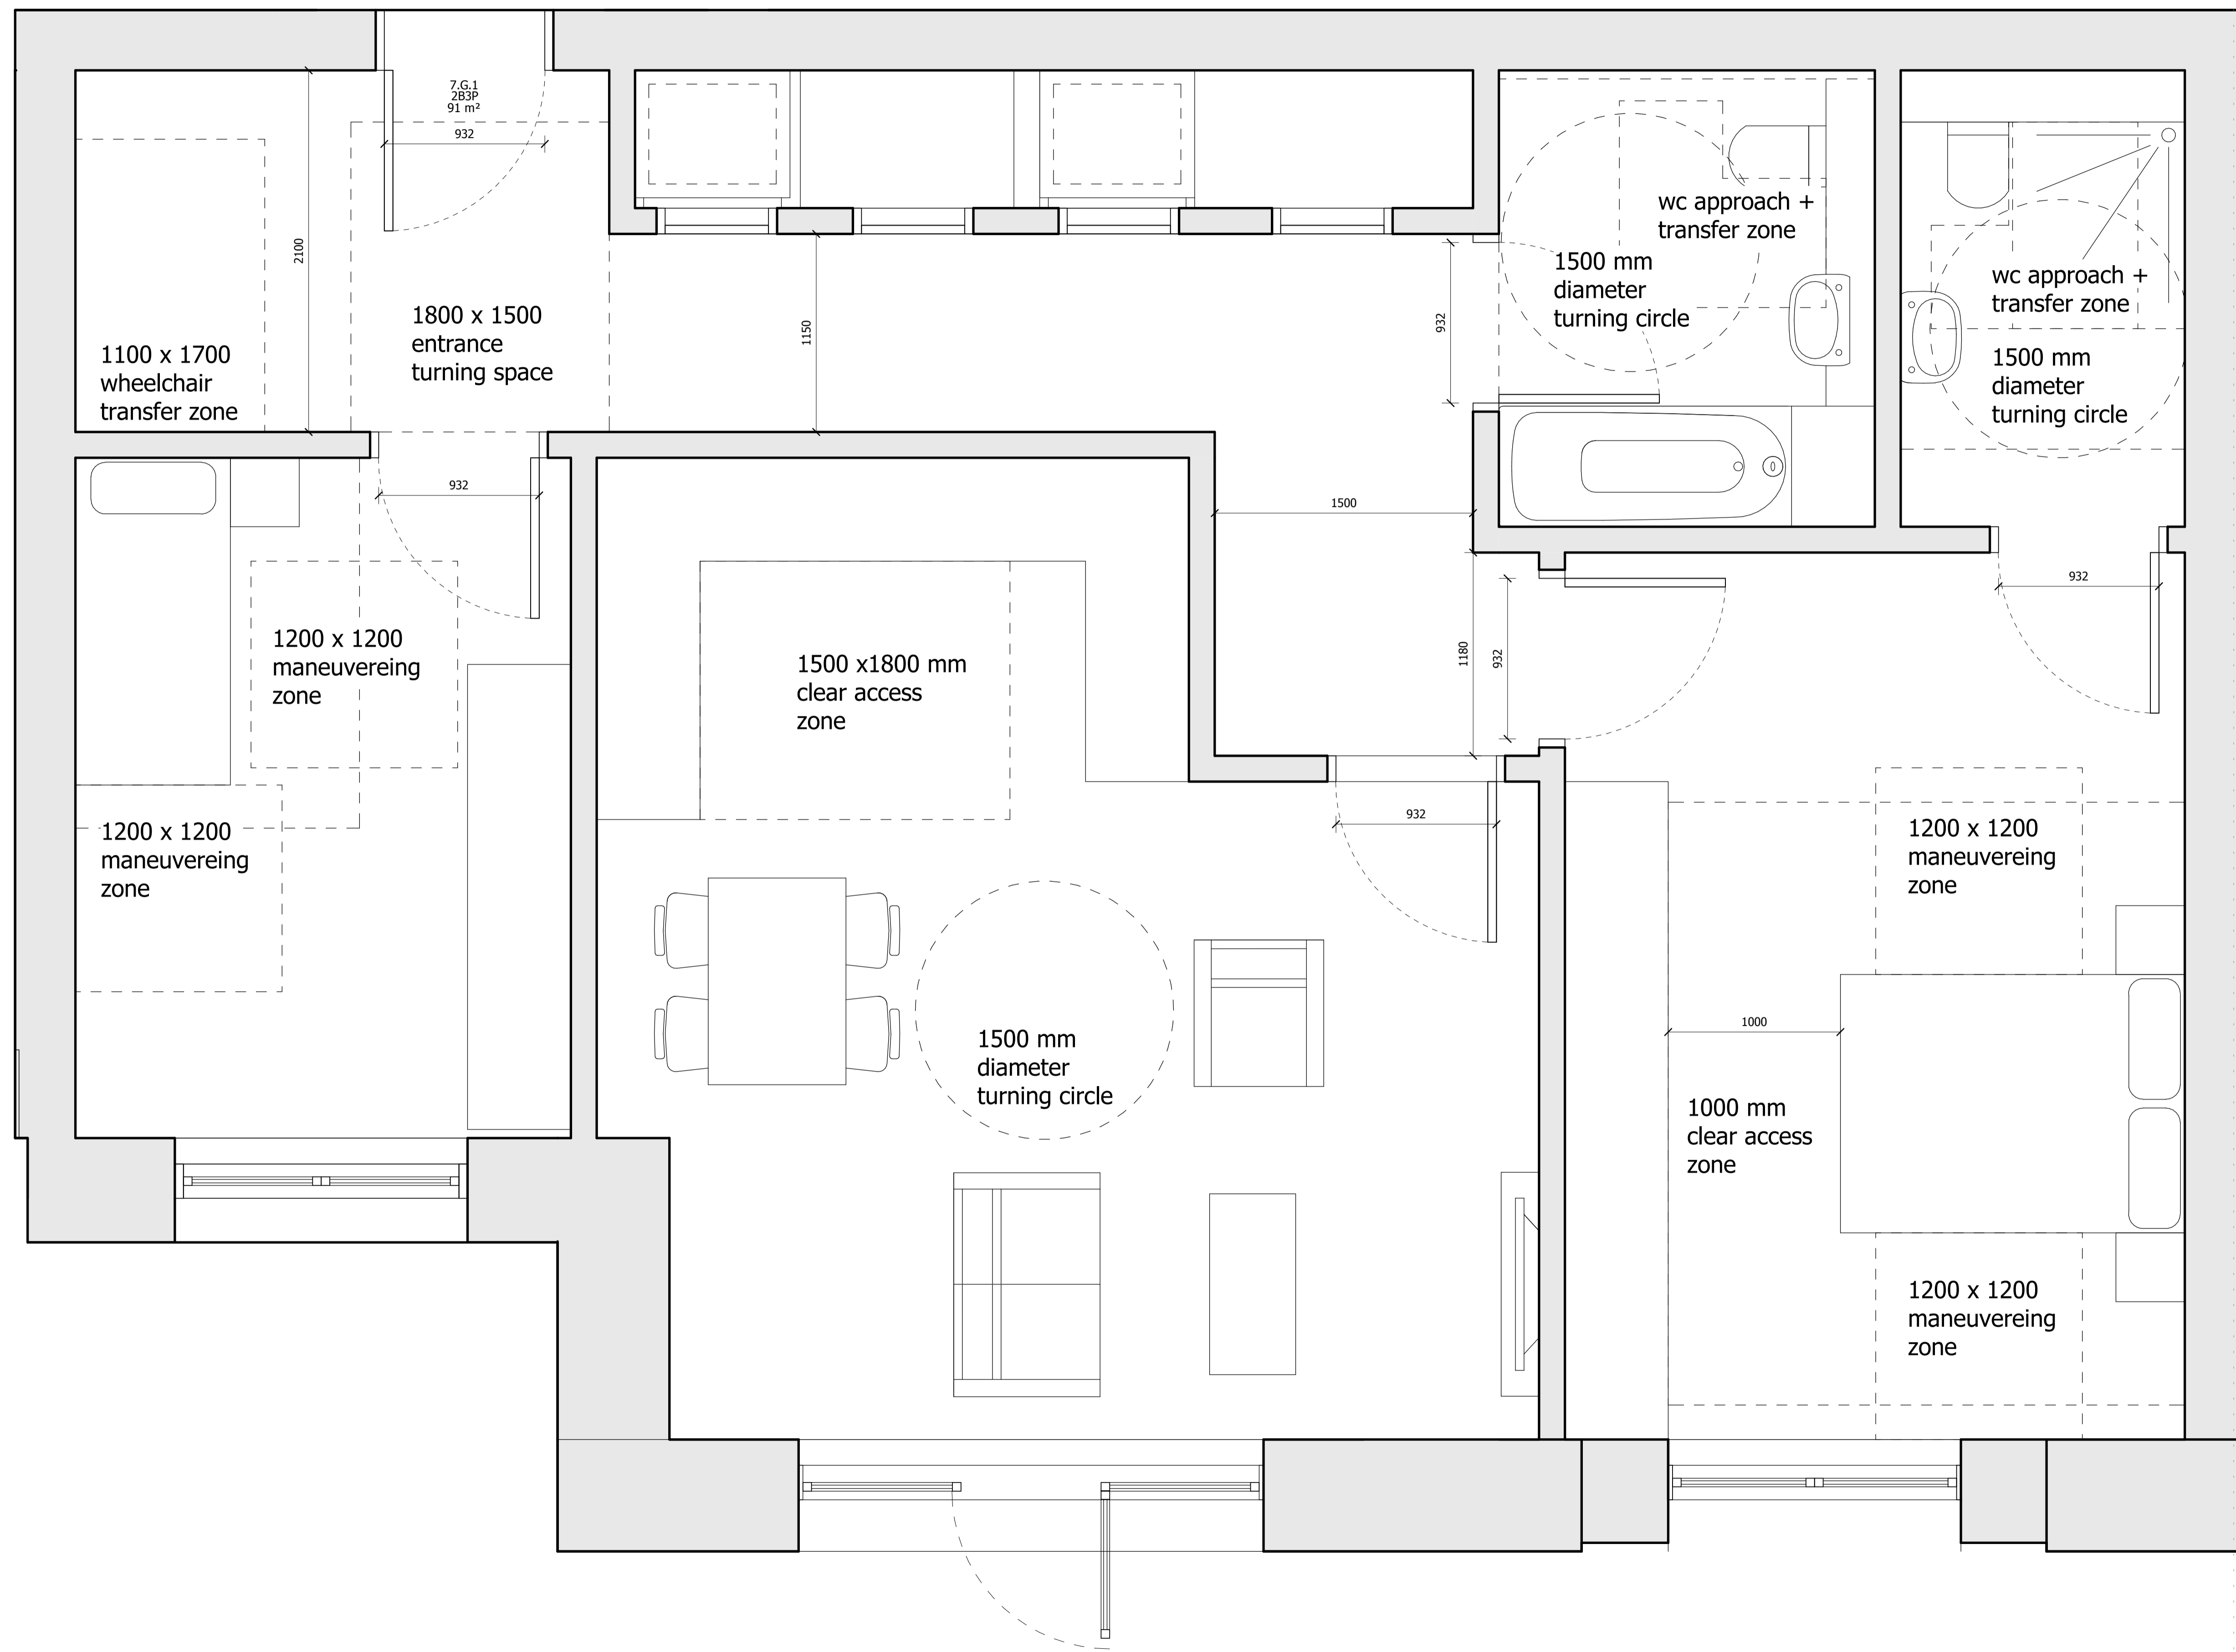 7.G.1
2B3P
91 m²
932
2100
1100 x 1700
wheelchair
transfer zone
1800 x 1500
entrance
turning space
1150
932
wc approach +
transfer zone
1500 mm
diameter
turning circle
wc approach +
transfer zone
1500 mm
diameter
turning circle
932
1500
932
1180
932
1200 x 1200
maneuvereing
zone
1500 x1800 mm
clear access
zone
1200 x 1200
maneuvereing
zone
932
1200 x 1200
maneuvereing
zone
1500 mm
diameter
turning circle
1000
1000 mm
clear access
zone
1200 x 1200
maneuvereing
zone